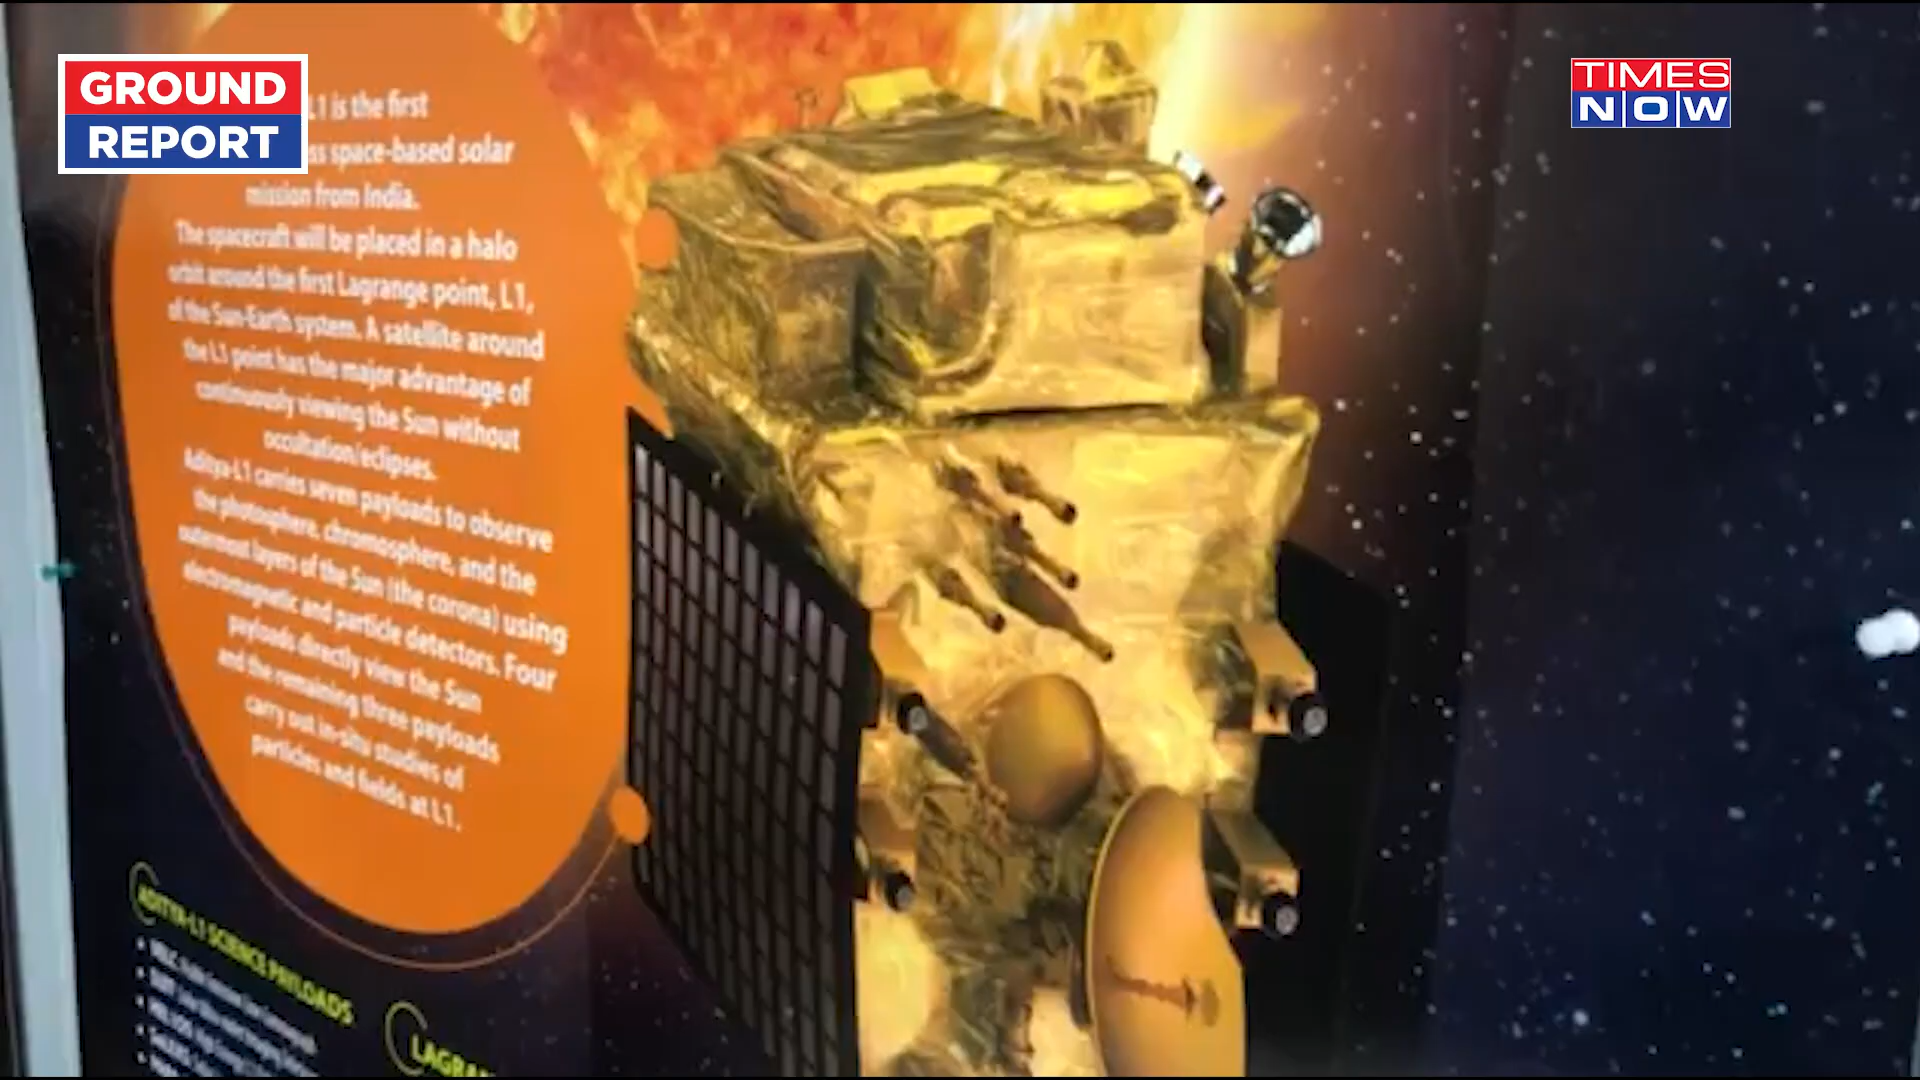 GROUND
REPORT
TIMES
NOW
L1 is the first
space-based solar
mission from India.
The spacecraft will be placed in a halo
orbit around the first Lagrange point, L1,
of the Sun-Earth system. A satellite around
the L1 point has the major advantage of
continuously viewing the Sun without
occultation/eclipses.
Aditya-L1 carries seven payloads to observe
the photosphere, chromosphere, and the
outermost layers of the Sun (the corona) using
electromagnetic and particle detectors. Four
payloads directly view the Sun
and the remaining three payloads
carry out in-situ studies of
particles and fields at L1.
ADITYA-L1 SCIENCE PAYLOADS